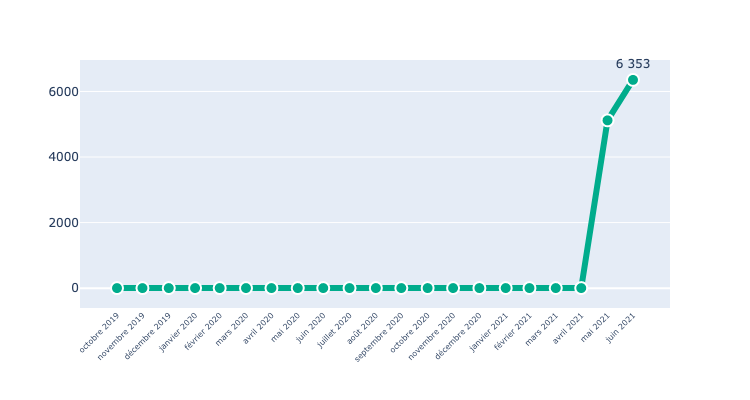 6 353
6000
4000
2000
0
octobre 2019
novembre 2019
décembre 2019
janvier 2020
février 2020
mars 2020
avril 2020
mai 2020
juin 2020
juillet 2020
août 2020
septembre 2020
octobre 2020
novembre 2020
décembre 2020
janvier 2021
février 2021
mars 2021
avril 2021
mai 2021
juin 2021